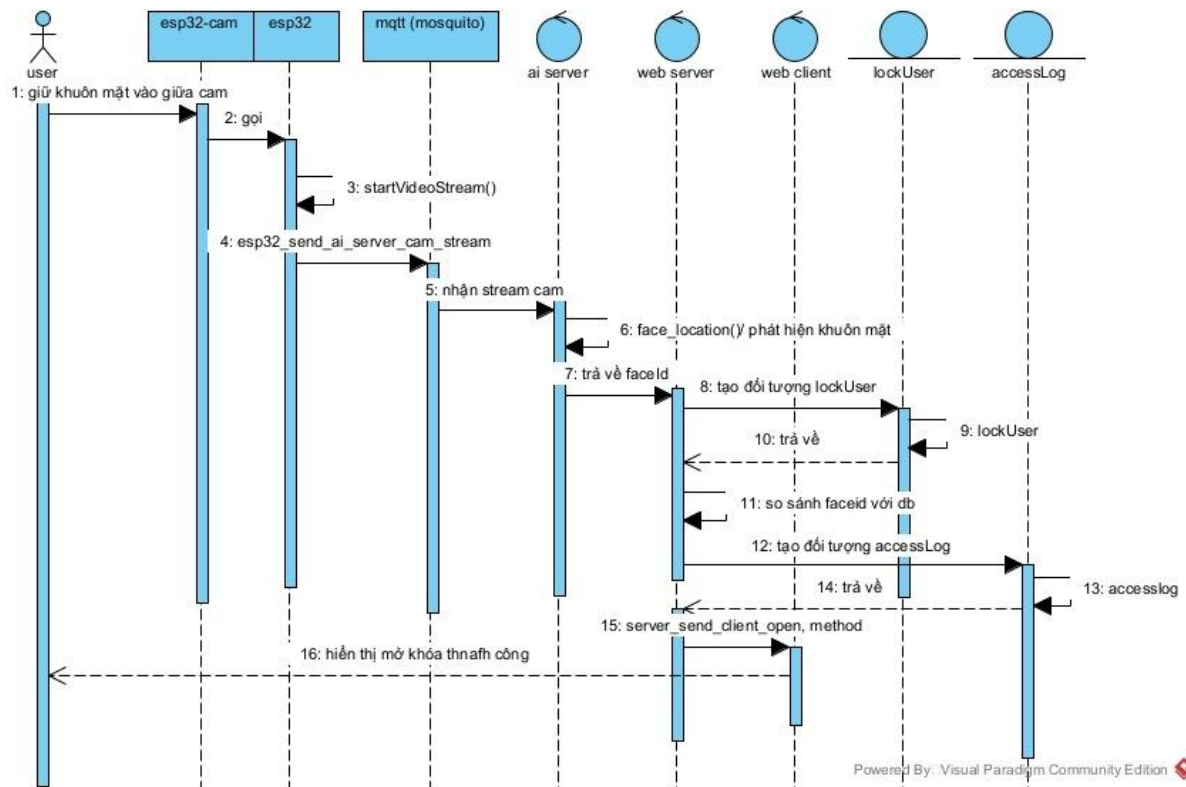 esp32-cam
esp32
mqtt (mosquito)
user
ai server
web server
web client
lockUser
accessLog
1: giữ khuôn mặt vào giữa cam
2: gọi
3: startVideoStream()
4: esp32_send_ai_server_cam_stream
5: nhận stream cam
6: face_location()/ phát hiện khuôn mặt
7: trả về faceId
8: tạo đối tượng lockUser
9: lockUser
10: trả về
11: so sánh faceid với db
12: tạo đối tượng accessLog
13: accesslog
14: trả về
15: server_send_client_open, method
16: hiển thị mở khóa thnafh công
Powered By Visual Paradigm Community Edition